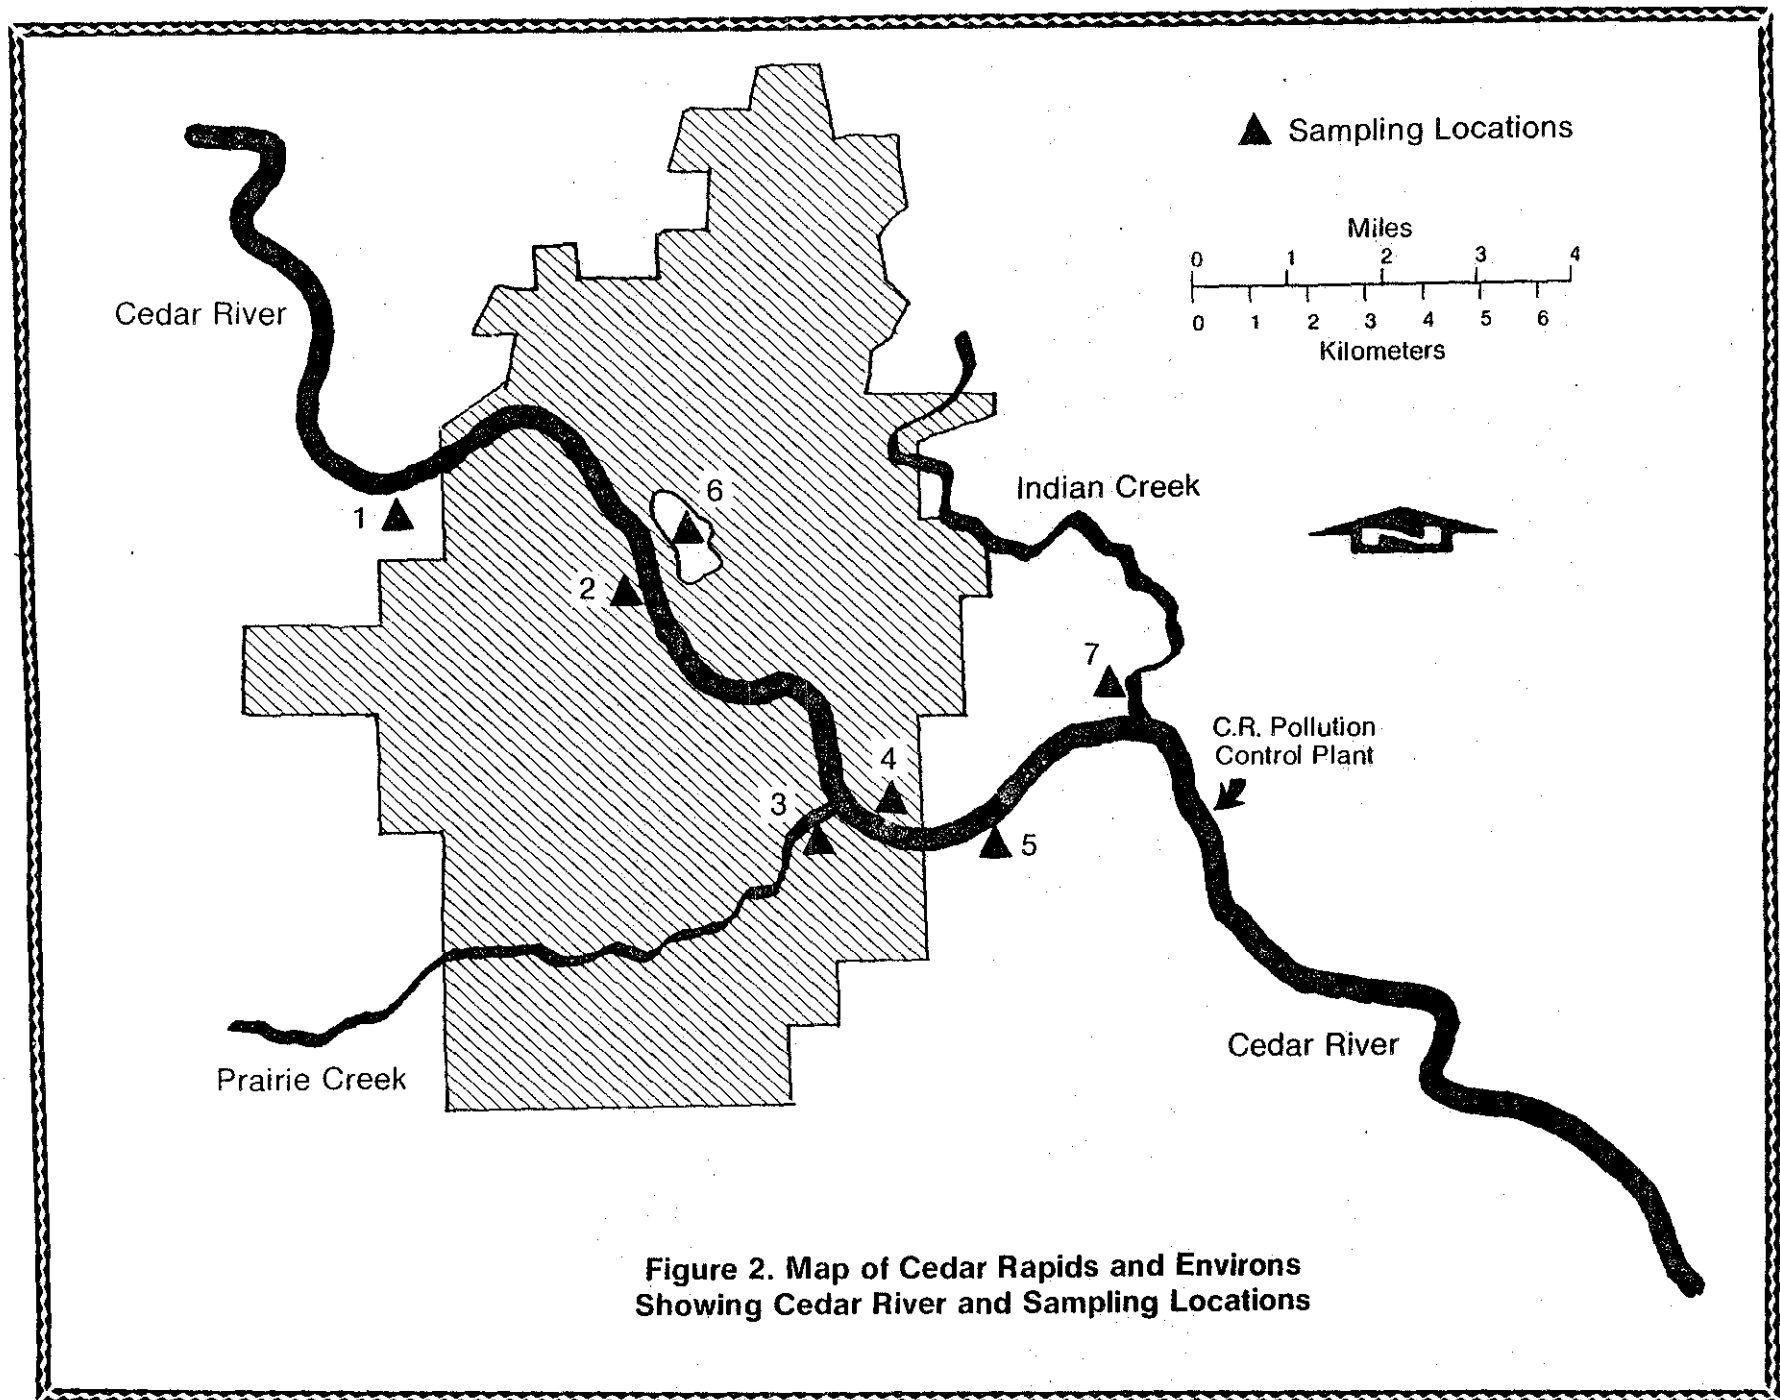 Sampling Locations
Miles
0 1 2 3 4
0 1 2 3 4 5 6
Kilometers
Cedar River
Indian Creek
N
1
6
2
7
C.R. Pollution
Control Plant
4
3
5
Cedar River
Prairie Creek
Figure 2. Map of Cedar Rapids and Environs
Showing Cedar River and Sampling Locations